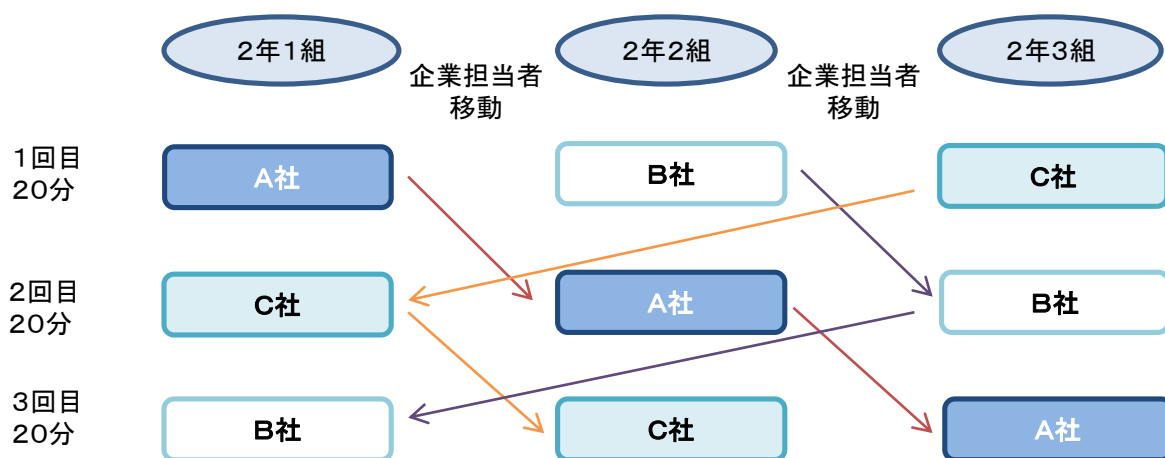 2年1組
2年2組
2年3組
企業担当者
移動
企業担当者
移動
1回目
20分
A社
B社
C社
2回目
20分
C社
A社
B社
3回目
20分
B社
C社
A社